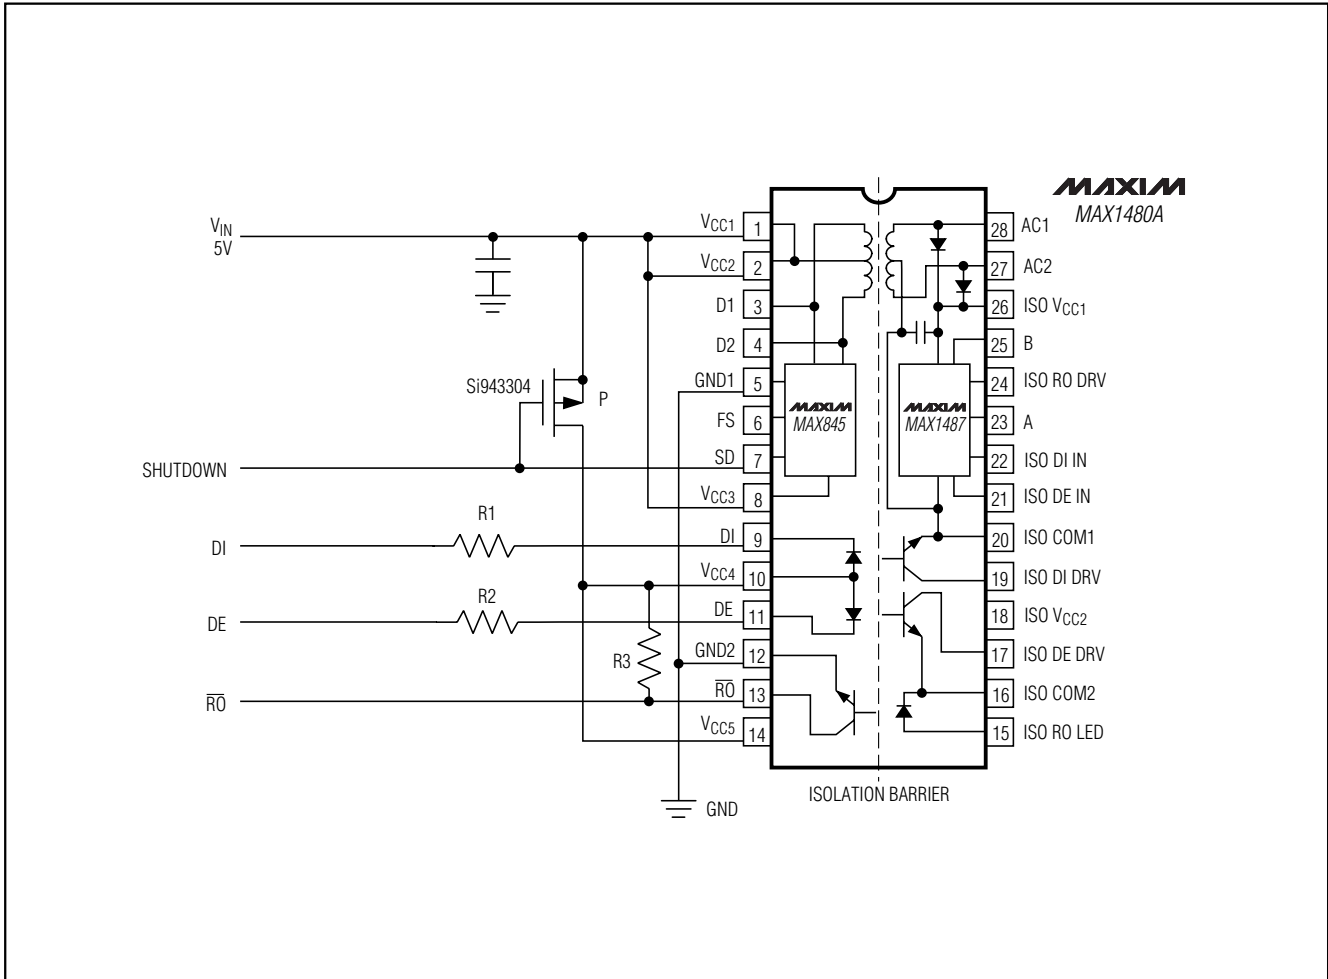 MAXIM
MAX1480A
VIN
5V
Si943304
P
SHUTDOWN
R1
DI
R2
DE
R3
RO
GND
VCC1
1
VCC2
2
D1
3
D2
4
GND1
5
FS
6
SD
7
VCC3
8
DI
9
VCC4
10
DE
11
GND2
12
RO
13
VCC5
14
MAXIM
MAX845
MAXIM
MAX1487
28
AC1
27
AC2
26
ISO VCC1
25
B
24
ISO RO DRV
23
A
22
ISO DI IN
21
ISO DE IN
20
ISO COM1
19
ISO DI DRV
18
ISO VCC2
17
ISO DE DRV
16
ISO COM2
15
ISO RO LED
ISOLATION BARRIER